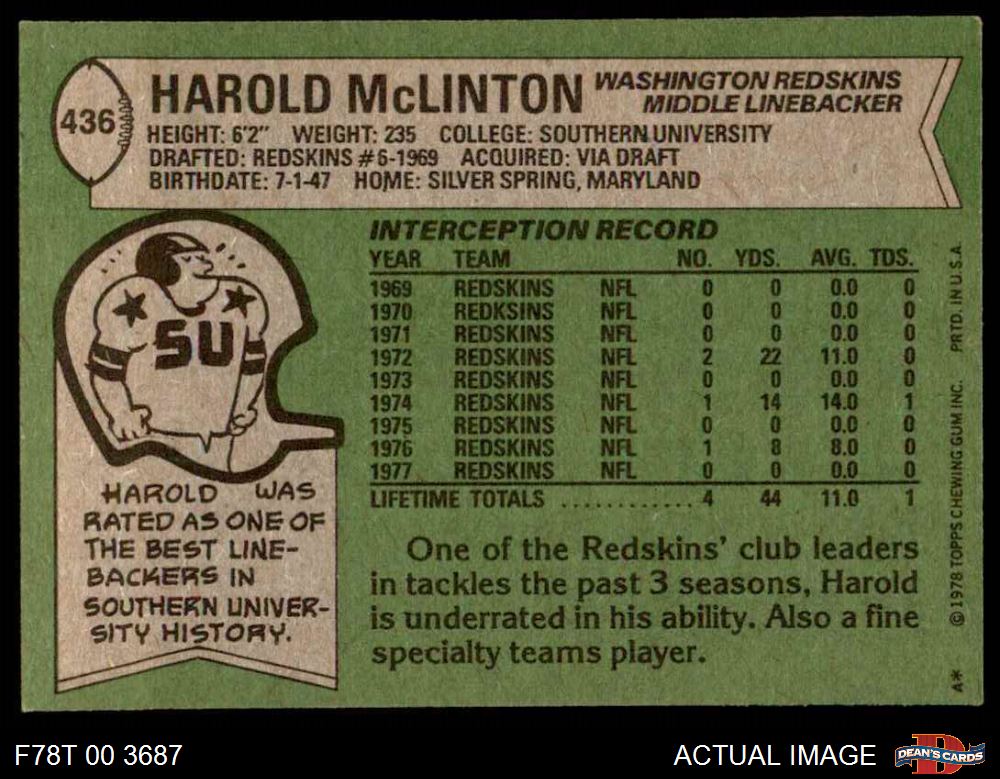 436
HAROLD McLINTON
WASHINGTON REDSKINS
MIDDLE LINEBACKER
HEIGHT: 6'2" WEIGHT: 235 COLLEGE: SOUTHERN UNIVERSITY
DRAFTED: REDSKINS #6-1969 ACQUIRED: VIA DRAFT
BIRTHDATE: 7-1-47 HOME: SILVER SPRING, MARYLAND
SU
HAROLD WAS
RATED AS ONE OF
THE BEST LINE-
BACKERS IN
SOUTHERN UNIVER-
SITY HISTORY.
INTERCEPTION RECORD
YEAR TEAM NO. YDS. AVG. TDS.
1969 REDSKINS NFL 0 0 0.0 0
1970 REDKSINS NFL 0 0 0.0 0
1971 REDSKINS NFL 0 0 0.0 0
1972 REDSKINS NFL 2 22 11.0 0
1973 REDSKINS NFL 0 0 0.0 0
1974 REDSKINS NFL 1 14 14.0 1
1975 REDSKINS NFL 0 0 0.0 0
1976 REDSKINS NFL 1 8 8.0 0
1977 REDSKINS NFL 0 0 0.0 0
LIFETIME TOTALS ............ 4 44 11.0 1
One of the Redskins' club leaders
in tackles the past 3 seasons, Harold
is underrated in his ability. Also a fine
specialty teams player.
A* ©1978 TOPPS CHEWING GUM INC. PRTD. IN U.S.A.
F78T 00 3687
ACTUAL IMAGE
D
DEAN'S CARDS